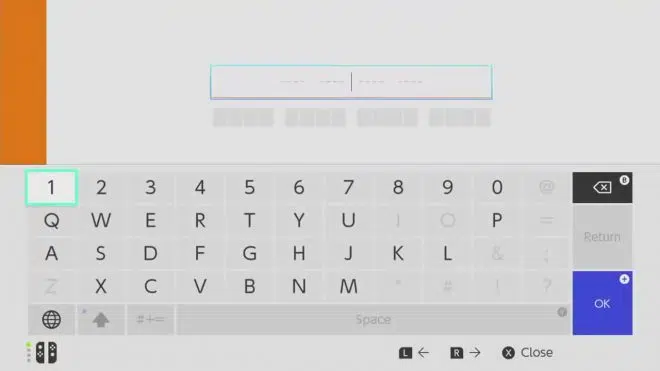 1 2 3 4 5 6 7 8 9 0 @
Q W E R T Y U I O P =
Return
A S D F G H J K L & ;
Z X C V B N M * # ! ?
OK
#+= Space
L ← R → X Close